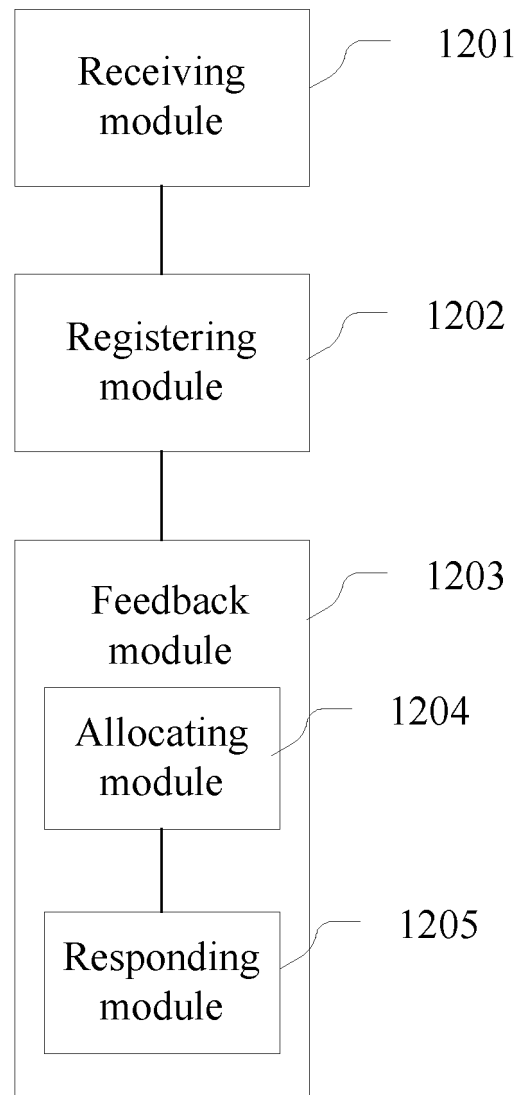 Receiving
module
1201
Registering
module
1202
Feedback
module
1203
Allocating
module
1204
Responding
module
1205